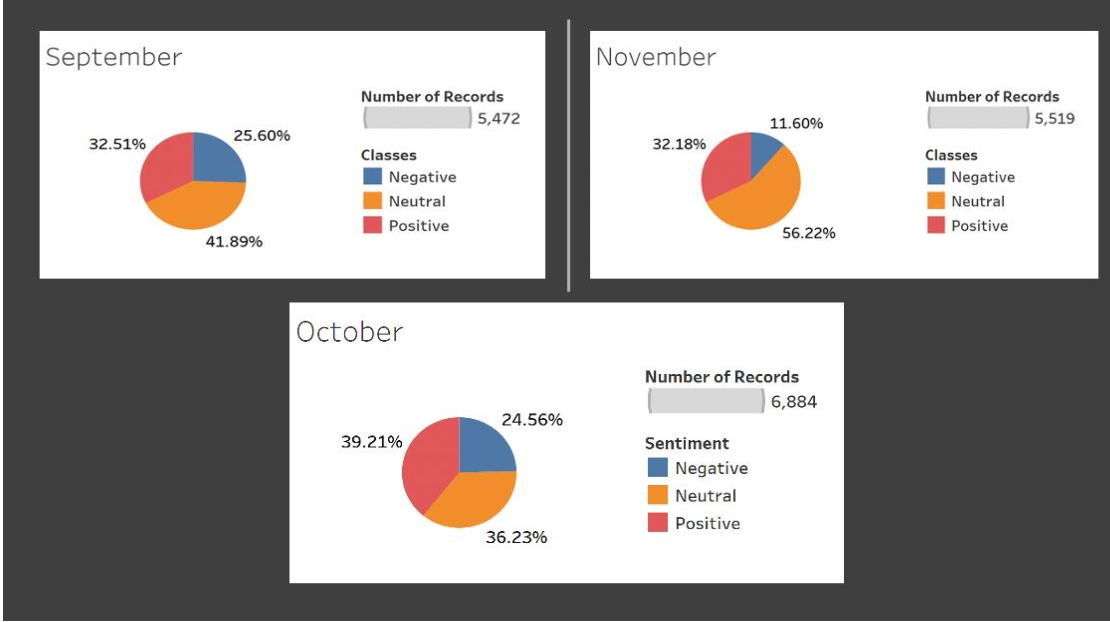 September
Number of Records
5,472
32.51%
25.60%
41.89%
Classes
Negative
Neutral
Positive
November
Number of Records
5,519
32.18%
11.60%
56.22%
Classes
Negative
Neutral
Positive
October
Number of Records
6,884
39.21%
24.56%
36.23%
Sentiment
Negative
Neutral
Positive